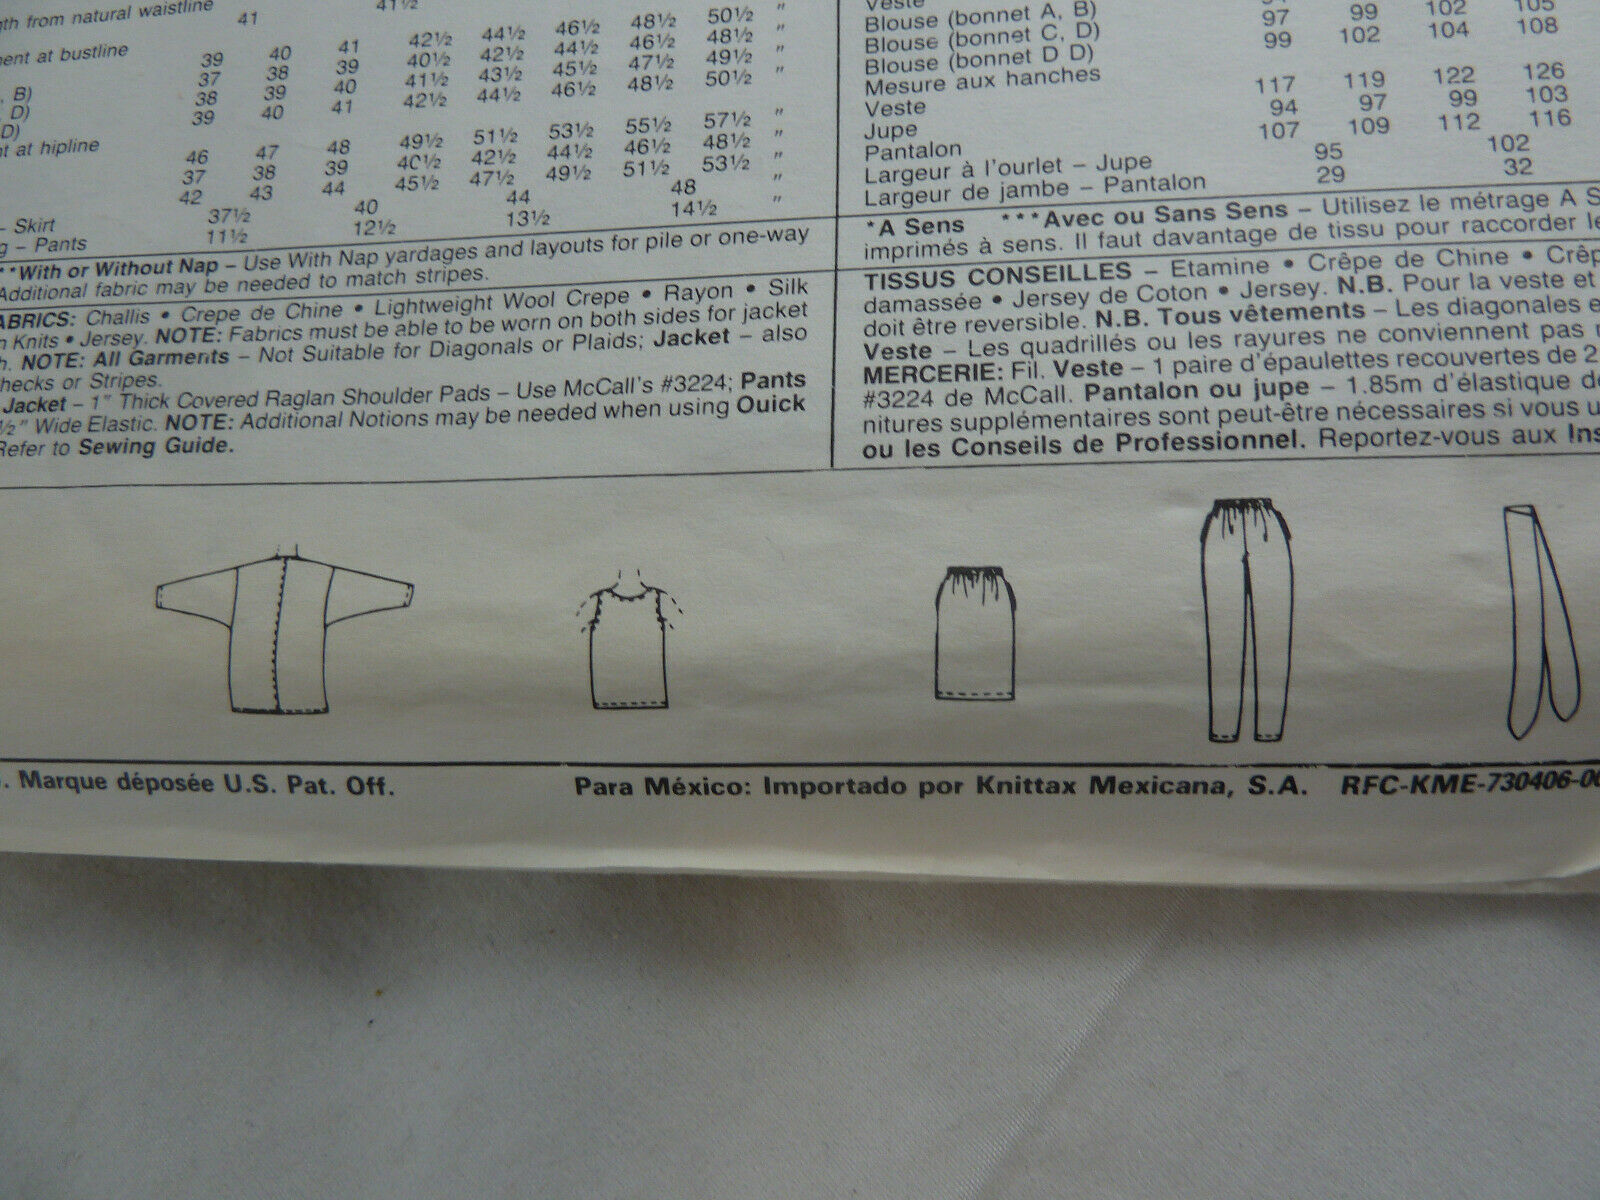 gth from natural waistline
41 41½
ent at bustline
39 40 41 42½ 44½ 46½ 48½ 50½ "
, B) 37 38 39 40½ 42½ 44½ 46½ 48½ "
D) 38 39 40 41½ 43½ 45½ 47½ 49½ "
D) 39 40 41 42½ 44½ 46½ 48½ 50½ "
nt at hipline
46 47 48 49½ 51½ 53½ 55½ 57½ "
37 38 39 40½ 42½ 44½ 46½ 48½ "
42 43 44 45½ 47½ 49½ 51½ 53½ "
– Skirt 37½ 40 44 48 "
g – Pants 11½ 12½ 13½ 14½ "
**With or Without Nap – Use With Nap yardages and layouts for pile or one-way
Additional fabric may be needed to match stripes.
ABRICS: Challis • Crepe de Chine • Lightweight Wool Crepe • Rayon • Silk
n Knits • Jersey. NOTE: Fabrics must be able to be worn on both sides for jacket
h. NOTE: All Garments – Not Suitable for Diagonals or Plaids; Jacket – also
hecks or Stripes.
Jacket – 1" Thick Covered Raglan Shoulder Pads – Use McCall's #3224; Pants
½" Wide Elastic. NOTE: Additional Notions may be needed when using Quick
Refer to Sewing Guide.
Veste 102 105
Blouse (bonnet A, B) 97 99 102 105
Blouse (bonnet C, D) 99 102 104 108
Blouse (bonnet D D)
Mesure aux hanches
Veste 117 119 122 126
Jupe 94 97 99 103
Pantalon 107 109 112 116
Largeur à l'ourlet – Jupe 95 102
Largeur de jambe – Pantalon 29 32
*A Sens ***Avec ou Sans Sens – Utilisez le métrage A S
imprimés à sens. Il faut davantage de tissu pour raccorder le
TISSUS CONSEILLES – Etamine • Crêpe de Chine • Crêp
damassée • Jersey de Coton • Jersey. N.B. Pour la veste et
doit être reversible. N.B. Tous vêtements – Les diagonales e
Veste – Les quadrillés ou les rayures ne conviennent pas
MERCERIE: Fil. Veste – 1 paire d'épaulettes recouvertes de 2
#3224 de McCall. Pantalon ou jupe – 1.85m d'élastique de
nitures supplémentaires sont peut-être nécessaires si vous u
ou les Conseils de Professionnel. Reportez-vous aux Ins
. Marque déposée U.S. Pat. Off.
Para México: Importado por Knittax Mexicana, S.A. RFC-KME-730406-00